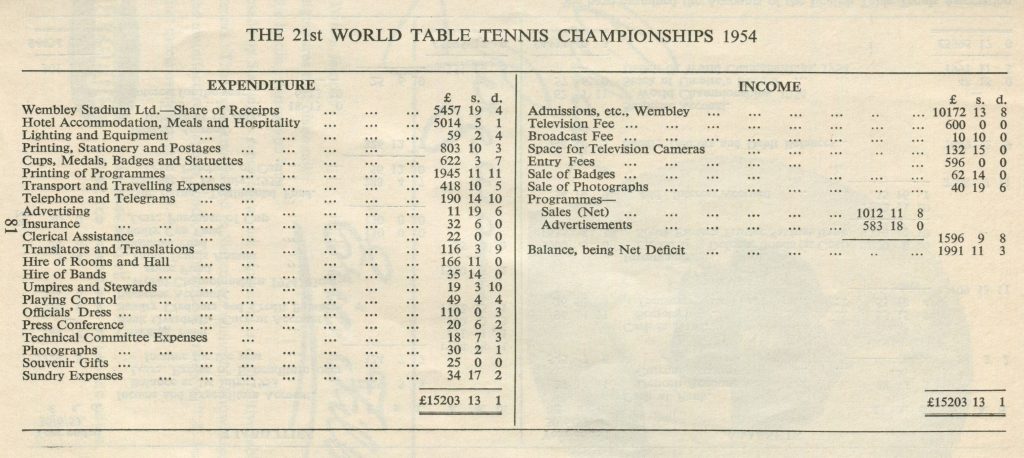 THE 21st WORLD TABLE TENNIS CHAMPIONSHIPS 1954
EXPENDITURE
£ s. d.
Wembley Stadium Ltd.—Share of Receipts ... ... ... 5457 19 4
Hotel Accommodation, Meals and Hospitality ... ... ... 5014 5 1
Lighting and Equipment ... ... ... ... ... ... 59 2 4
Printing, Stationery and Postages ... ... ... ... ... 803 10 3
Cups, Medals, Badges and Statuettes ... ... ... ... 622 3 7
Printing of Programmes ... ... ... ... ... ... 1945 11 11
Transport and Travelling Expenses ... ... ... ... ... 418 10 5
Telephone and Telegrams ... ... ... ... ... ... 190 14 10
Advertising ... ... ... ... ... ... ... 11 19 6
Insurance ... ... ... ... ... ... ... 32 6 0
Clerical Assistance ... ... ... ... ... ... 22 0 0
Translators and Translations ... ... ... ... ... 116 3 9
Hire of Rooms and Hall ... ... ... ... ... ... 166 11 0
Hire of Bands ... ... ... ... ... ... ... 35 14 0
Umpires and Stewards ... ... ... ... ... ... 19 3 10
Playing Control ... ... ... ... ... ... 49 4 4
Officials' Dress ... ... ... ... ... ... ... 110 0 3
Press Conference ... ... ... ... ... ... 20 6 2
Technical Committee Expenses ... ... ... ... ... 18 7 3
Photographs ... ... ... ... ... ... ... 30 2 1
Souvenir Gifts ... ... ... ... ... ... ... 25 0 0
Sundry Expenses ... ... ... ... ... ... 34 17 2
£15203 13 1
INCOME
£ s. d.
Admissions, etc., Wembley ... ... ... ... ... 10172 13 8
Television Fee ... ... ... ... ... ... 600 0 0
Broadcast Fee ... ... ... ... ... ... ... 10 10 0
Space for Television Cameras ... ... ... ... ... 132 15 0
Entry Fees ... ... ... ... ... ... 596 0 0
Sale of Badges ... ... ... ... ... ... ... 62 14 0
Sale of Photographs ... ... ... ... ... ... 40 19 6
Programmes—
Sales (Net) ... ... ... ... ... 1012 11 8
Advertisements ... ... ... ... 583 18 0
1596 9 8
Balance, being Net Deficit ... ... ... ... ... 1991 11 3
£15203 13 1
81